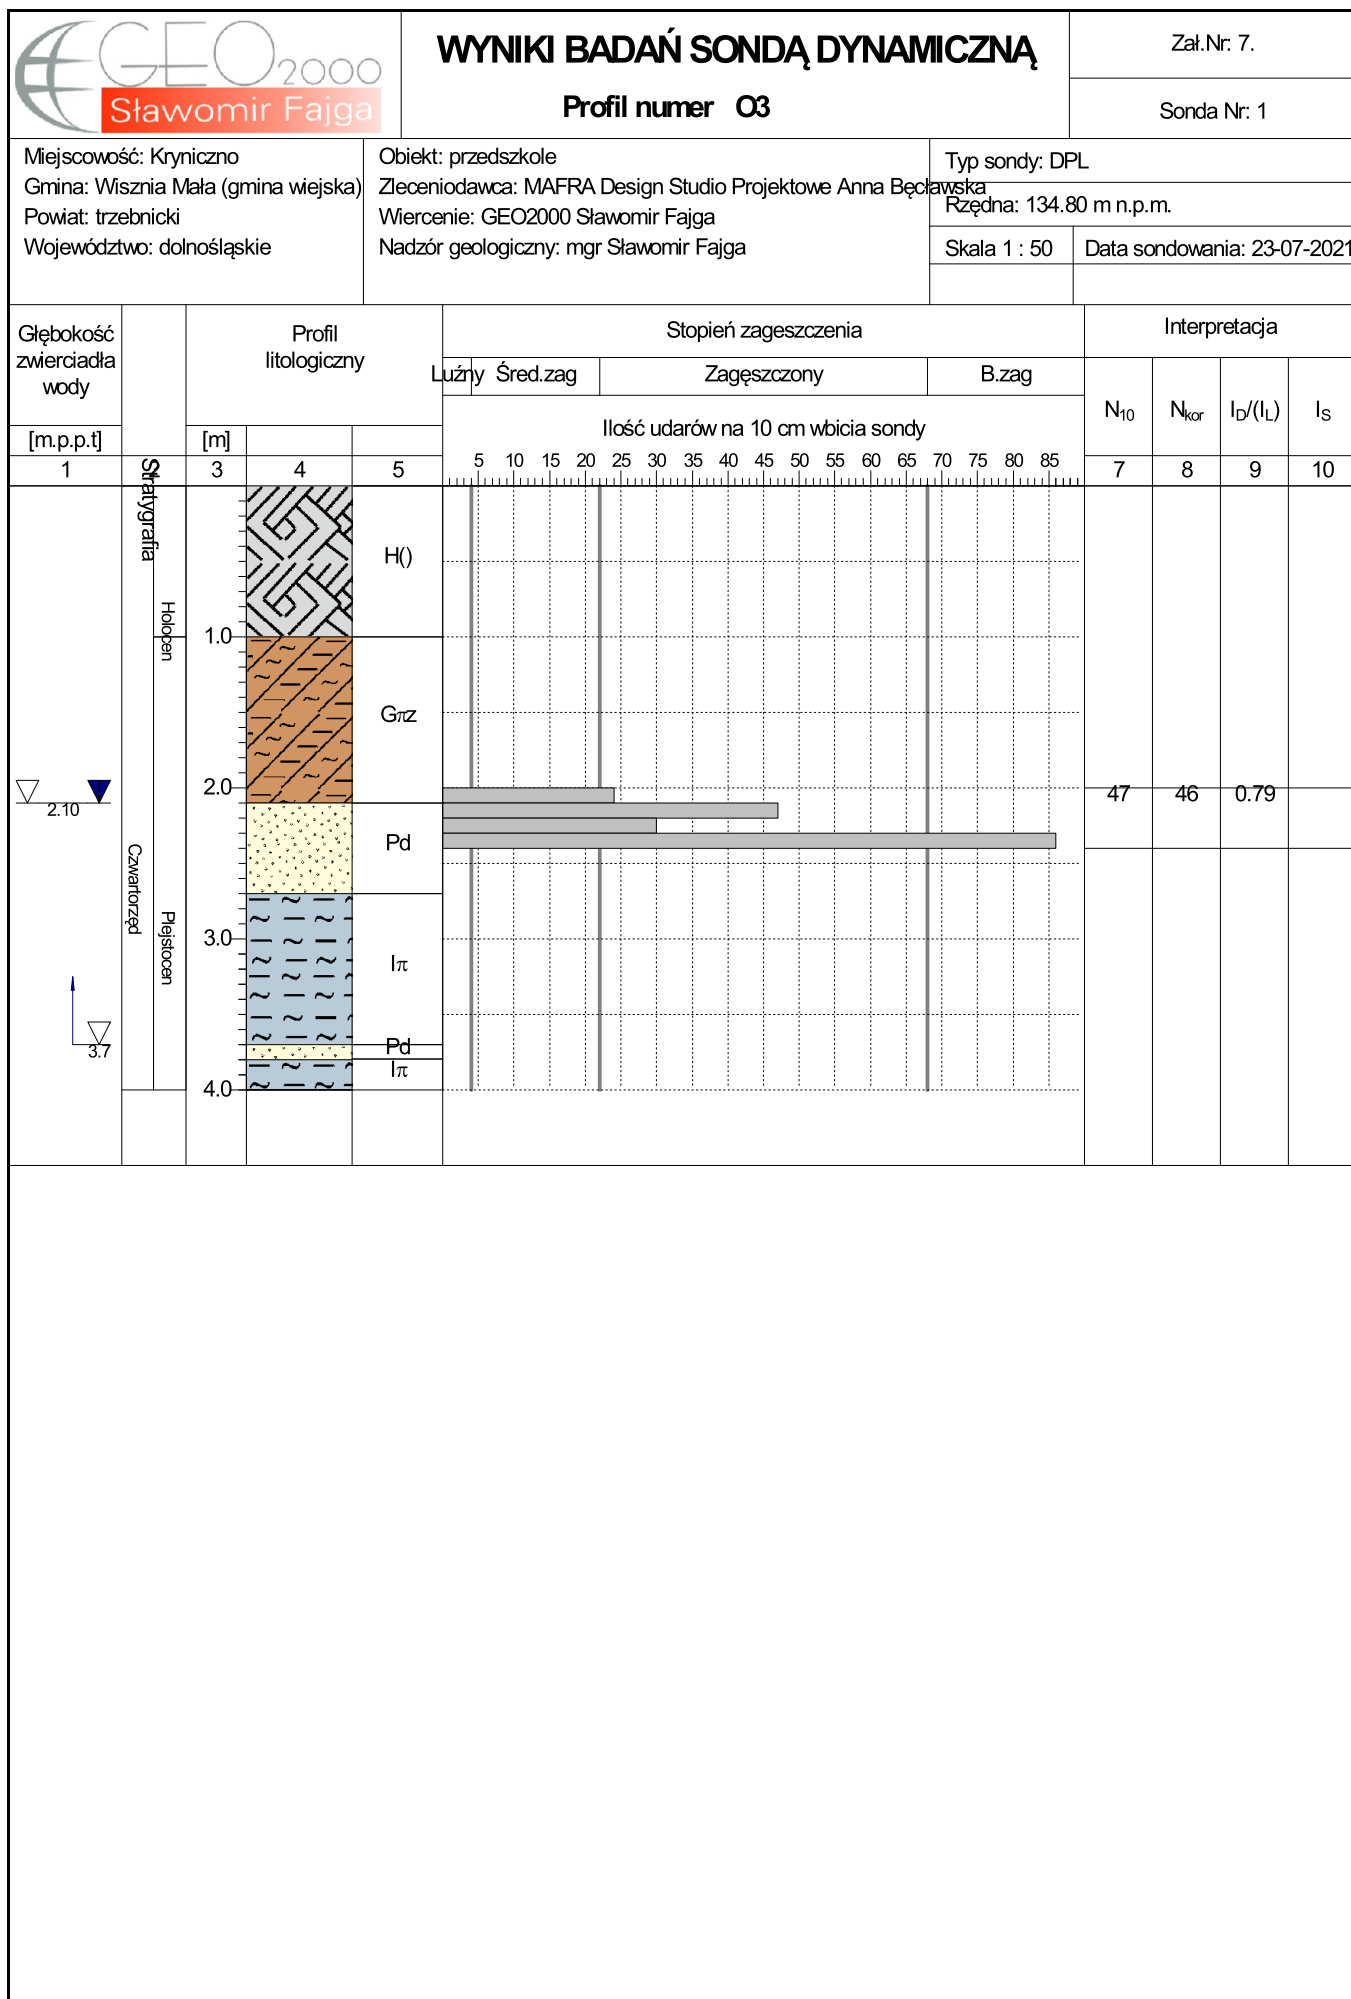 GEO2000
Sławomir Fajga
WYNIKI BADAŃ SONDĄ DYNAMICZNĄ
Profil numer O3
Zał.Nr: 7.
Sonda Nr: 1
Miejscowość: Kryniczno
Gmina: Wisznia Mała (gmina wiejska)
Powiat: trzebnicki
Województwo: dolnośląskie
Obiekt: przedszkole
Zleceniodawca: MAFRA Design Studio Projektowe Anna Bęcławska
Wiercenie: GEO2000 Sławomir Fajga
Nadzór geologiczny: mgr Sławomir Fajga
Typ sondy: DPL
Rzędna: 134.80 m n.p.m.
Skala 1 : 50
Data sondowania: 23-07-2021
Głębokość
zwierciadła
wody
[m.p.p.t]
Stratygrafia
Profil
litologiczny
[m]
Stopień zageszczenia
Luźny Śred.zag Zagęszczony B.zag
Ilość udarów na 10 cm wbicia sondy
5 10 15 20 25 30 35 40 45 50 55 60 65 70 75 80 85
Interpretacja
N10 Nkor ID/(IL) IS
1 2 3 4 5 7 8 9 10
H()
Holocen
1.0
Gπz
2.0
2.10
47 46 0.79
Pd
Czwartorzęd
Plejstocen
3.0
Iπ
3.7
Pd
Iπ
4.0